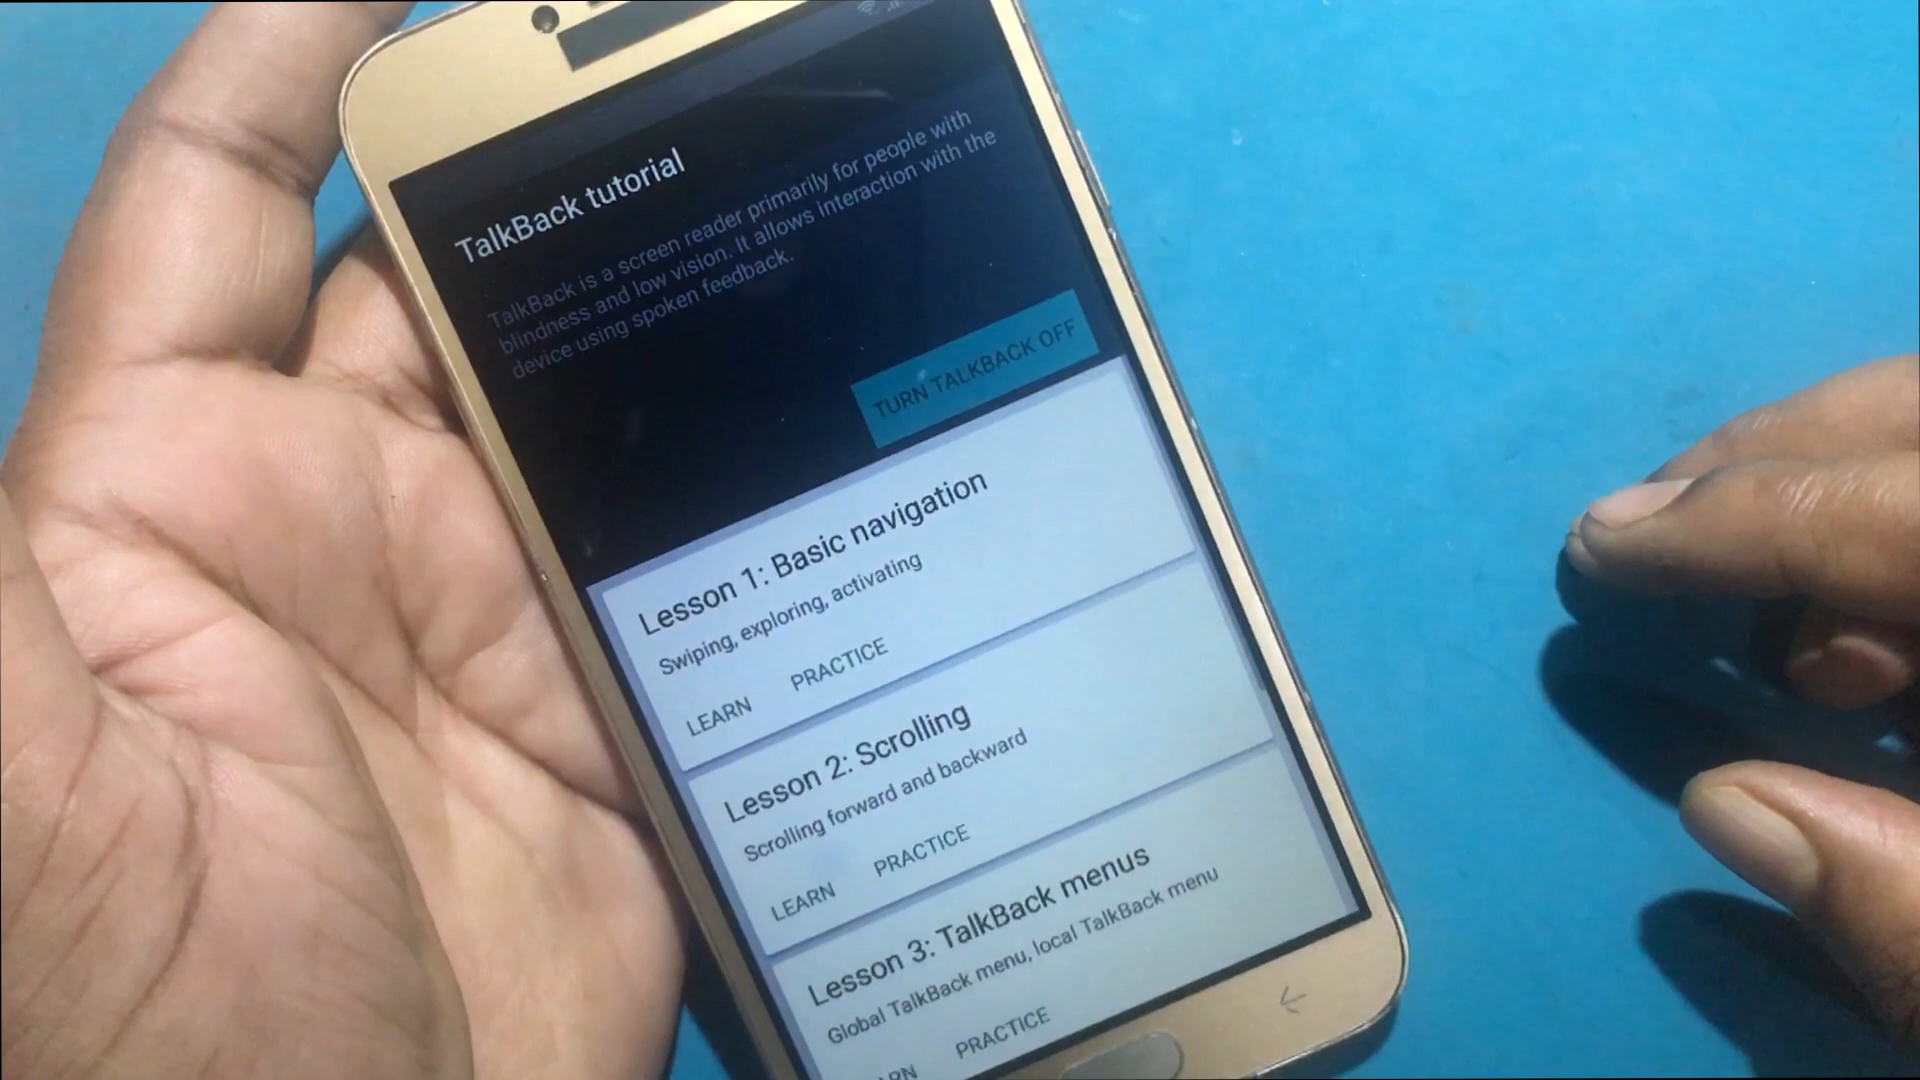 TalkBack tutorial
TalkBack is a screen reader primarily for people with
blindness and low vision. It allows interaction with the
device using spoken feedback.
TURN TALKBACK OFF
Lesson 1: Basic navigation
Swiping, exploring, activating
LEARN PRACTICE
Lesson 2: Scrolling
Scrolling forward and backward
LEARN PRACTICE
Lesson 3: TalkBack menus
Global TalkBack menu, local TalkBack menu
PRACTICE